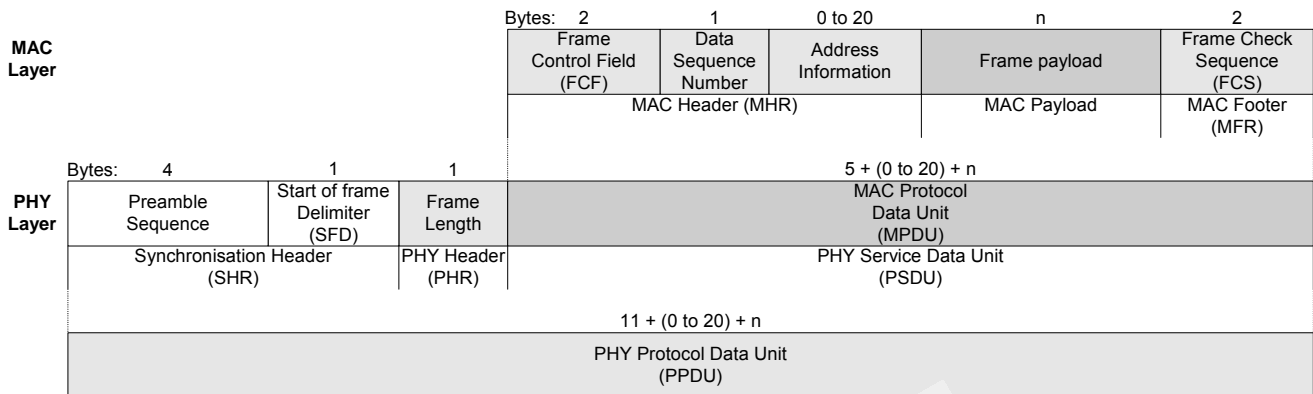 Bytes: 2 1 0 to 20 n 2
MAC
Layer
Frame
Control Field
(FCF)
Data
Sequence
Number
Address
Information
Frame payload
Frame Check
Sequence
(FCS)
MAC Header (MHR)
MAC Payload
MAC Footer
(MFR)
Bytes: 4 1 1 5 + (0 to 20) + n
PHY
Layer
Preamble
Sequence
Start of frame
Delimiter
(SFD)
Frame
Length
MAC Protocol
Data Unit
(MPDU)
Synchronisation Header
(SHR)
PHY Header
(PHR)
PHY Service Data Unit
(PSDU)
11 + (0 to 20) + n
PHY Protocol Data Unit
(PPDU)